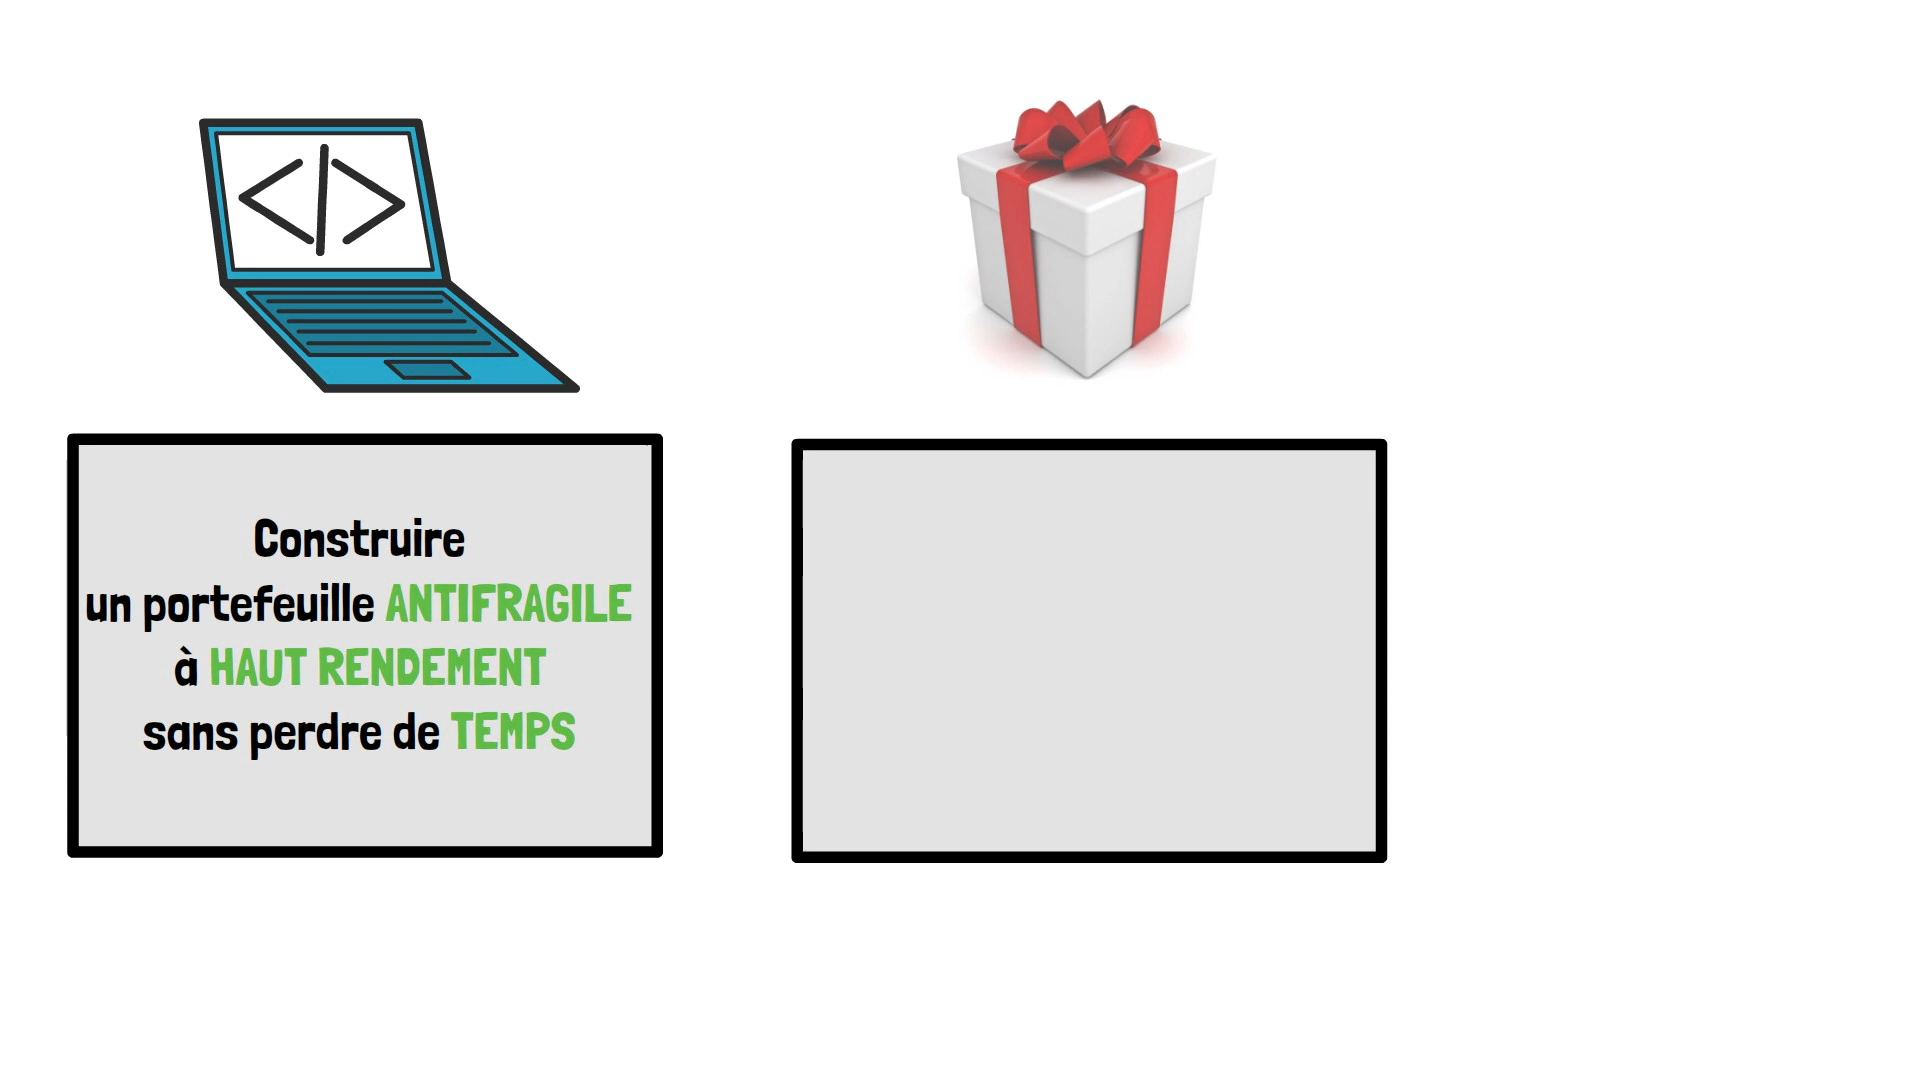 </>
Construire
un portefeuille ANTIFRAGILE
à HAUT RENDEMENT
sans perdre de TEMPS